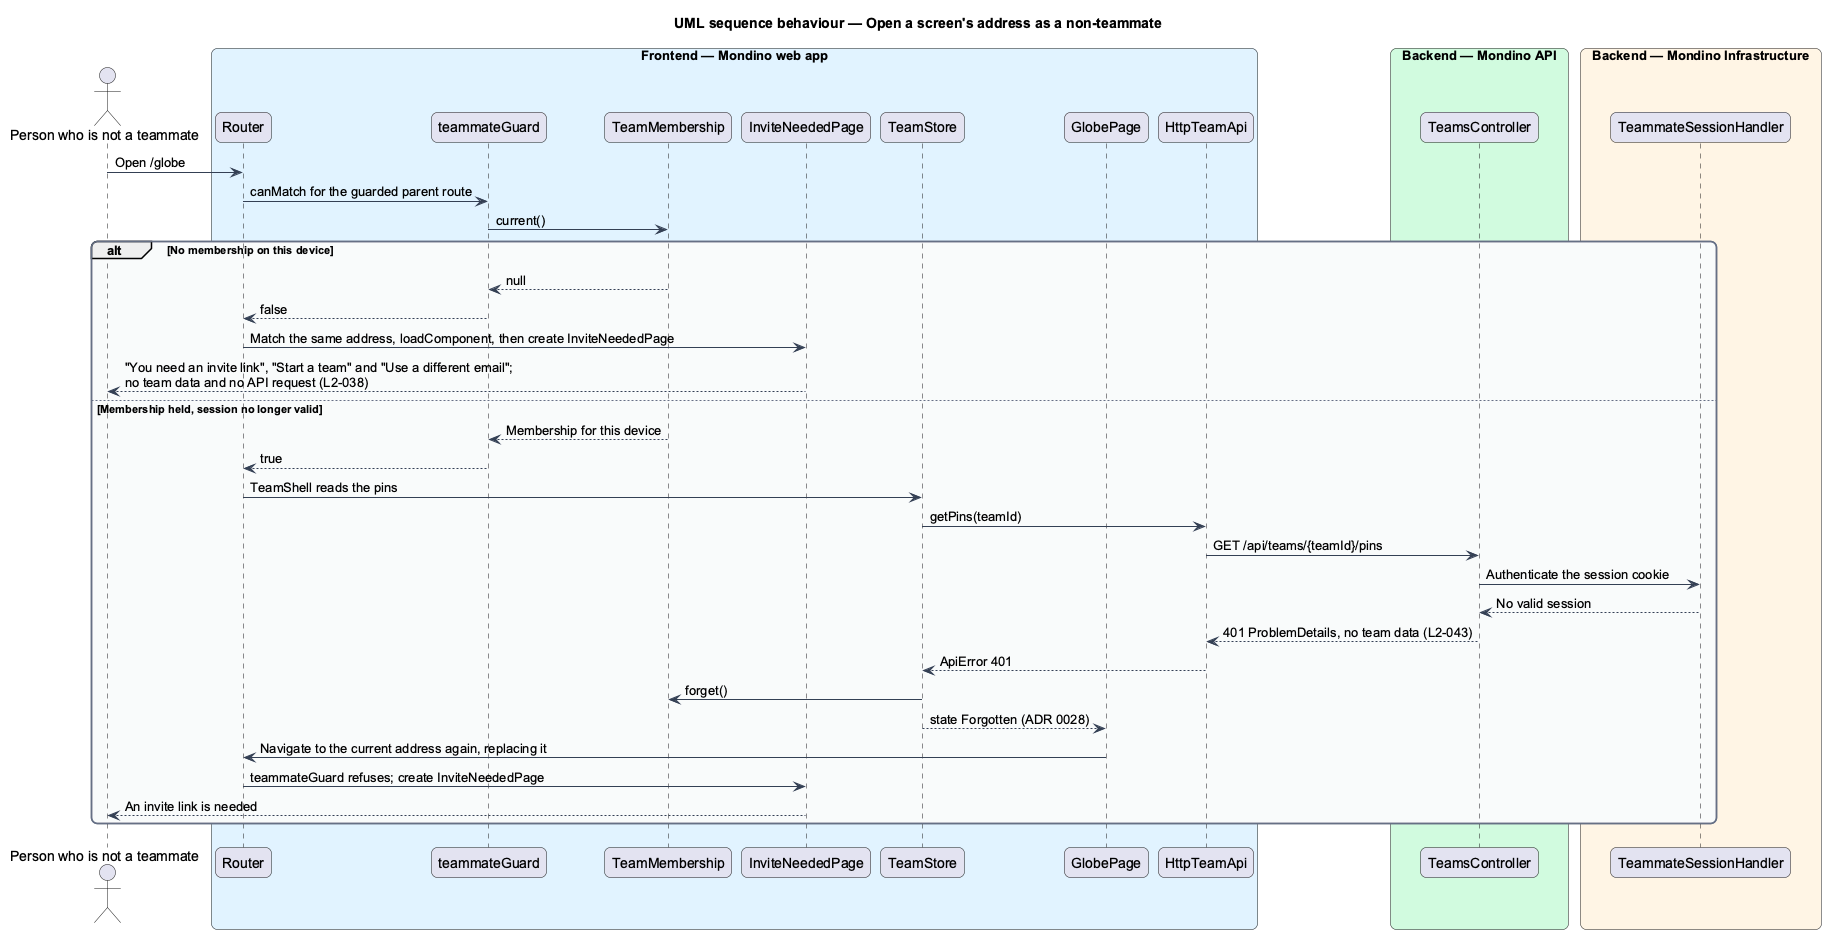 UML sequence behaviour — Open a screen's address as a non-teammate
Frontend — Mondino web app
Backend — Mondino API
Backend — Mondino Infrastructure
Person who is not a teammate
Router
teammateGuard
TeamMembership
InviteNeededPage
TeamStore
GlobePage
HttpTeamApi
TeamsController
TeammateSessionHandler
Open /globe
canMatch for the guarded parent route
current()
alt
[No membership on this device]
null
false
Match the same address, loadComponent, then create InviteNeededPage
"You need an invite link", "Start a team" and "Use a different email";
no team data and no API request (L2-038)
[Membership held, session no longer valid]
Membership for this device
true
TeamShell reads the pins
getPins(teamId)
GET /api/teams/{teamId}/pins
Authenticate the session cookie
No valid session
401 ProblemDetails, no team data (L2-043)
ApiError 401
forget()
state Forgotten (ADR 0028)
Navigate to the current address again, replacing it
teammateGuard refuses; create InviteNeededPage
An invite link is needed
Person who is not a teammate
Router
teammateGuard
TeamMembership
InviteNeededPage
TeamStore
GlobePage
HttpTeamApi
TeamsController
TeammateSessionHandler